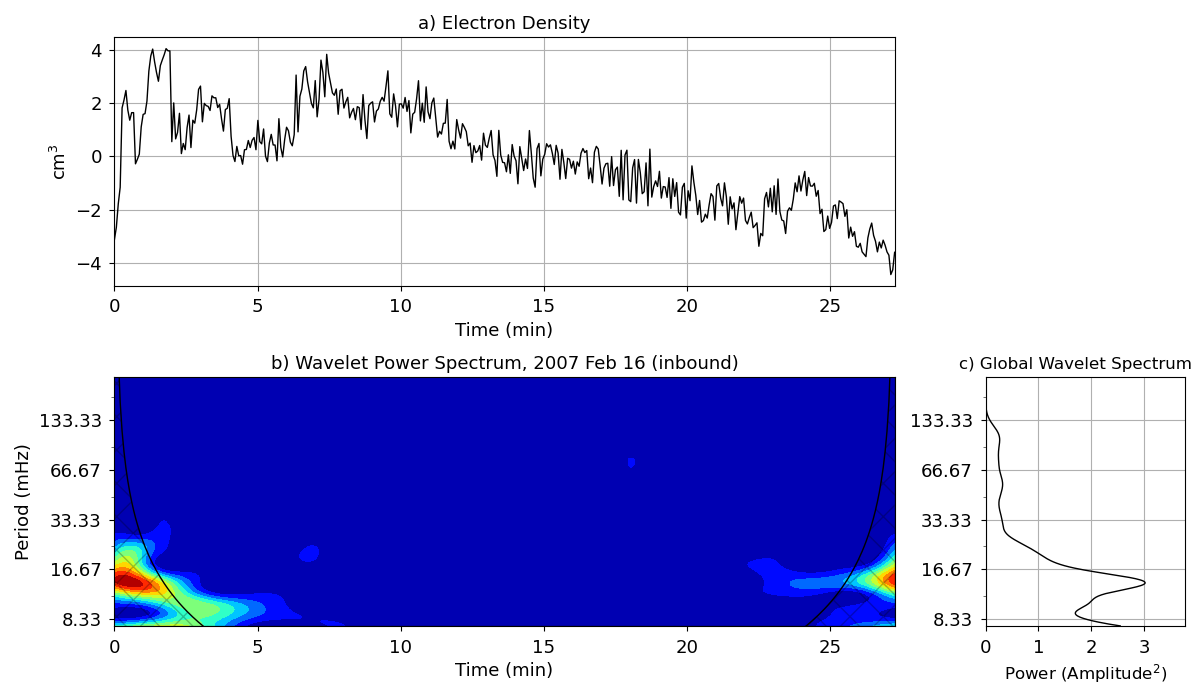 a) Electron Density
4
2
0
−2
−4
cm³
0 5 10 15 20 25
Time (min)
b) Wavelet Power Spectrum, 2007 Feb 16 (inbound)
133.33
66.67
33.33
16.67
8.33
Period (mHz)
0 5 10 15 20 25
Time (min)
c) Global Wavelet Spectrum
133.33
66.67
33.33
16.67
8.33
0 1 2 3
Power (Amplitude²)